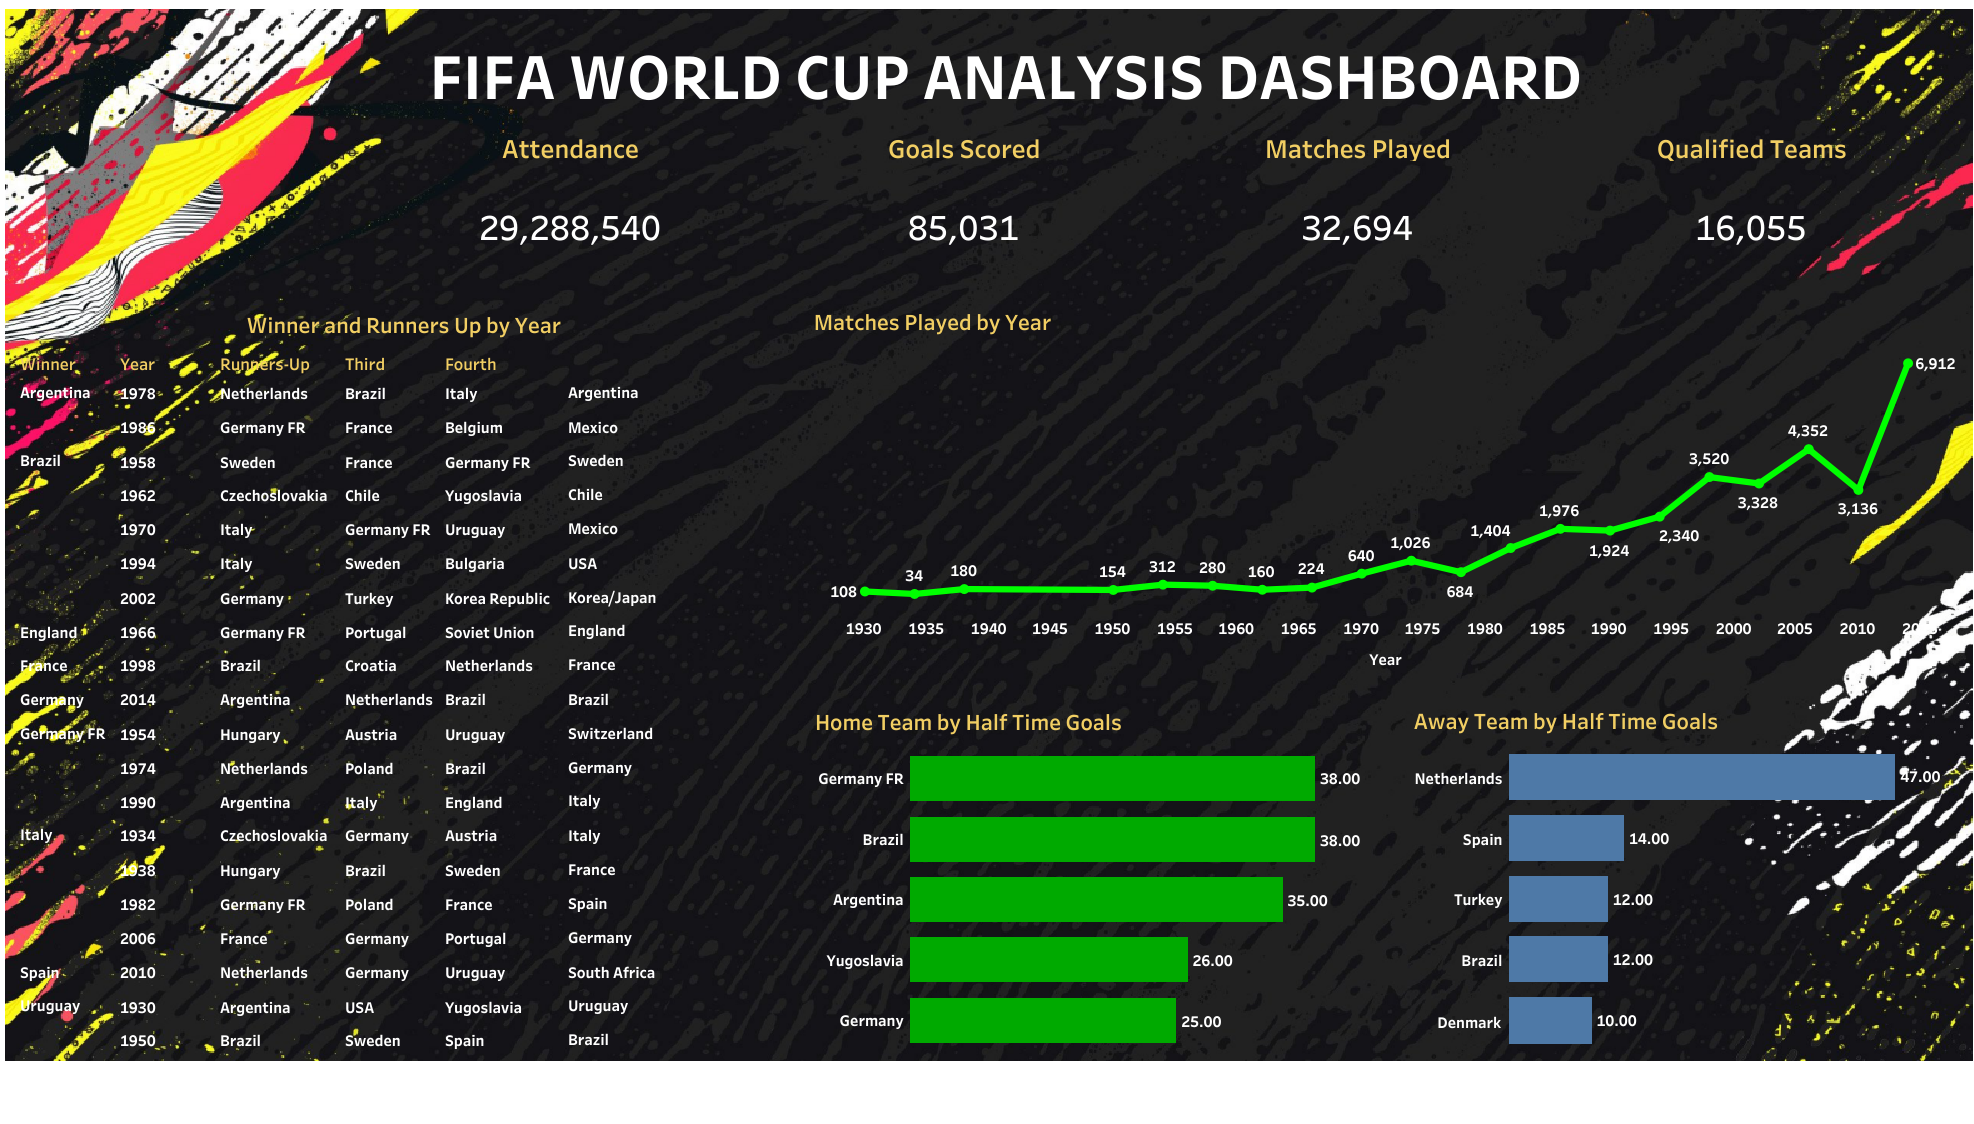 FIFA WORLD CUP ANALYSIS DASHBOARD
Attendance Goals Scored Matches Played Qualified Teams
29,288,540 85,031 32,694 16,055
Winner and Runners Up by Year
Winner Year Runners-Up Third Fourth
Argentina 1978 Netherlands Brazil Italy Argentina
1986 Germany FR France Belgium Mexico
Brazil 1958 Sweden France Germany FR Sweden
1962 Czechoslovakia Chile Yugoslavia Chile
1970 Italy Germany FR Uruguay Mexico
1994 Italy Sweden Bulgaria USA
2002 Germany Turkey Korea Republic Korea/Japan
England 1966 Germany FR Portugal Soviet Union England
France 1998 Brazil Croatia Netherlands France
Germany 2014 Argentina Netherlands Brazil Brazil
Germany FR 1954 Hungary Austria Uruguay Switzerland
1974 Netherlands Poland Brazil Germany
1990 Argentina Italy England Italy
Italy 1934 Czechoslovakia Germany Austria Italy
1938 Hungary Brazil Sweden France
1982 Germany FR Poland France Spain
2006 France Germany Portugal Germany
Spain 2010 Netherlands Germany Uruguay South Africa
Uruguay 1930 Argentina USA Yugoslavia Uruguay
1950 Brazil Sweden Spain Brazil
Matches Played by Year
108 34 180 154 312 280 160 224 640 1,026 684 1,404 1,976 1,924 2,340 3,520 3,328 4,352 3,136 6,912
1930 1935 1940 1945 1950 1955 1960 1965 1970 1975 1980 1985 1990 1995 2000 2005 2010
Year
Home Team by Half Time Goals
Germany FR 38.00
Brazil 38.00
Argentina 35.00
Yugoslavia 26.00
Germany 25.00
Away Team by Half Time Goals
Netherlands 47.00
Spain 14.00
Turkey 12.00
Brazil 12.00
Denmark 10.00